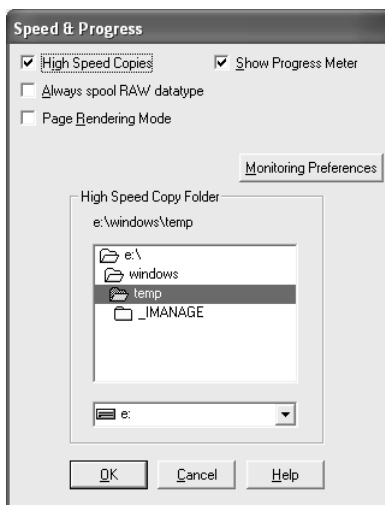 Speed & Progress
High Speed Copies
Show Progress Meter
Always spool RAW datatype
Page Rendering Mode
Monitoring Preferences
High Speed Copy Folder
e:\windows\temp
e:\
windows
temp
_IMANAGE
e:
OK
Cancel
Help